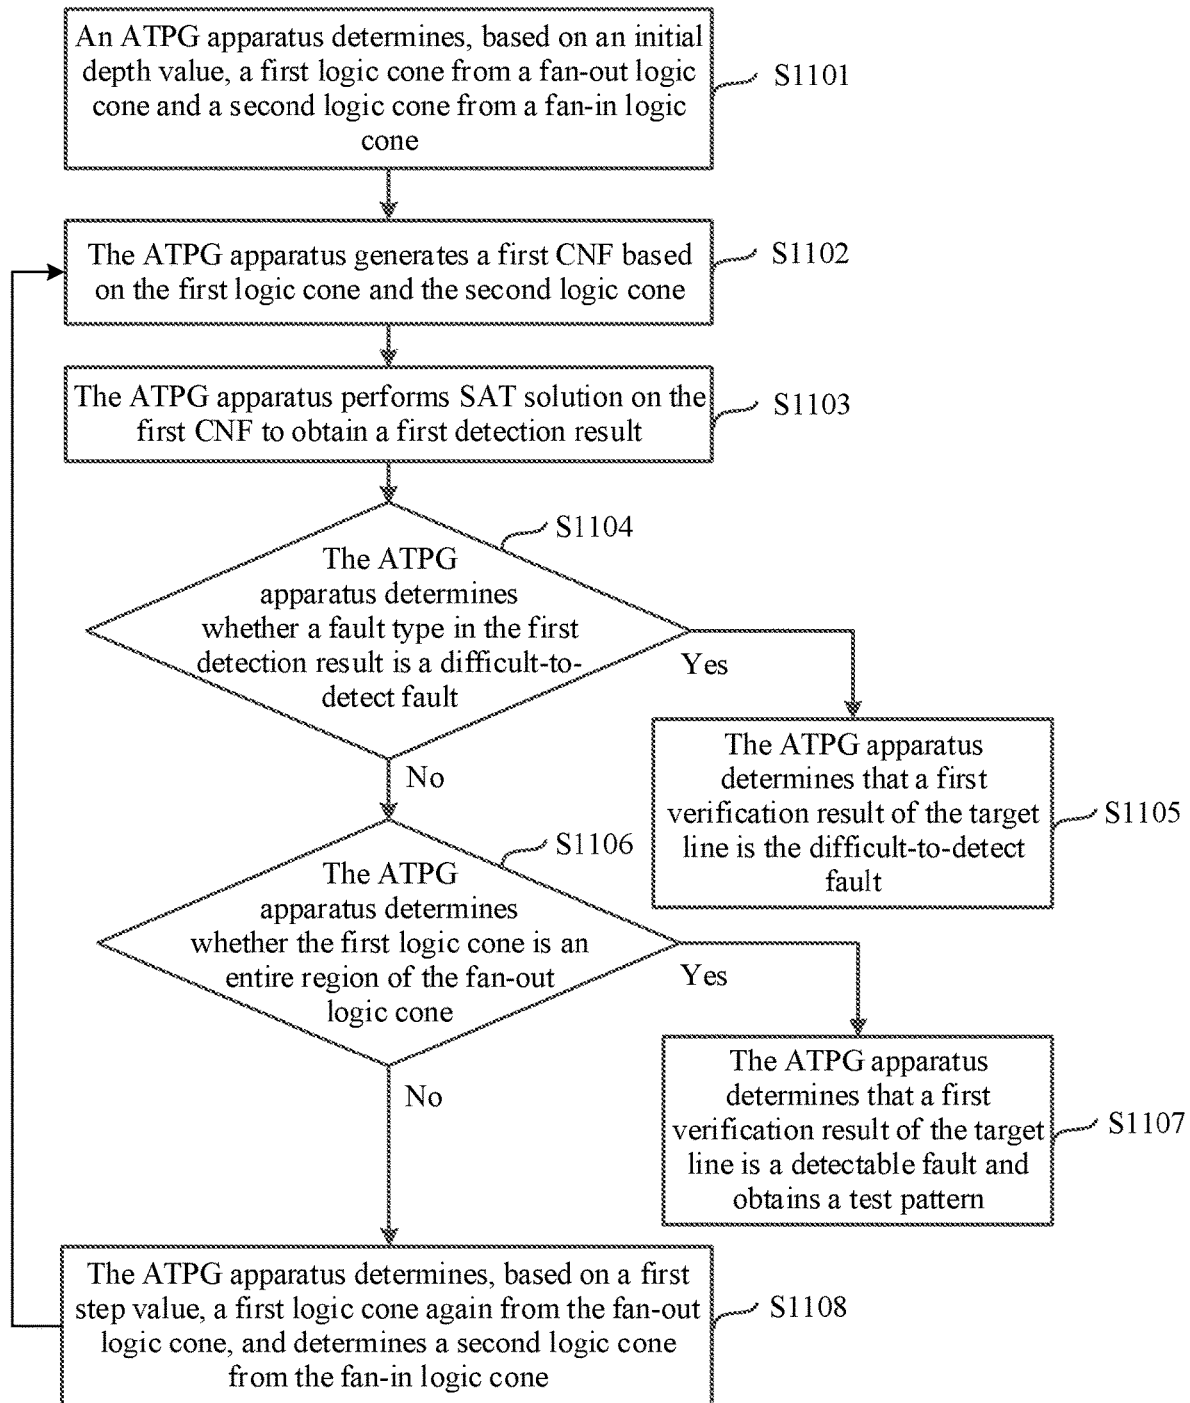 An ATPG apparatus determines, based on an initial
depth value, a first logic cone from a fan-out logic
cone and a second logic cone from a fan-in logic
cone
S1101
The ATPG apparatus generates a first CNF based
on the first logic cone and the second logic cone
S1102
The ATPG apparatus performs SAT solution on the
first CNF to obtain a first detection result
S1103
S1104
The ATPG
apparatus determines
whether a fault type in the first
detection result is a difficult-to-
detect fault
Yes
No
The ATPG apparatus
determines that a first
verification result of the target
line is the difficult-to-detect
fault
S1105
S1106
The ATPG
apparatus determines
whether the first logic cone is an
entire region of the fan-out
logic cone
Yes
No
The ATPG apparatus
determines that a first
verification result of the target
line is a detectable fault and
obtains a test pattern
S1107
The ATPG apparatus determines, based on a first
step value, a first logic cone again from the fan-out
logic cone, and determines a second logic cone
from the fan-in logic cone
S1108